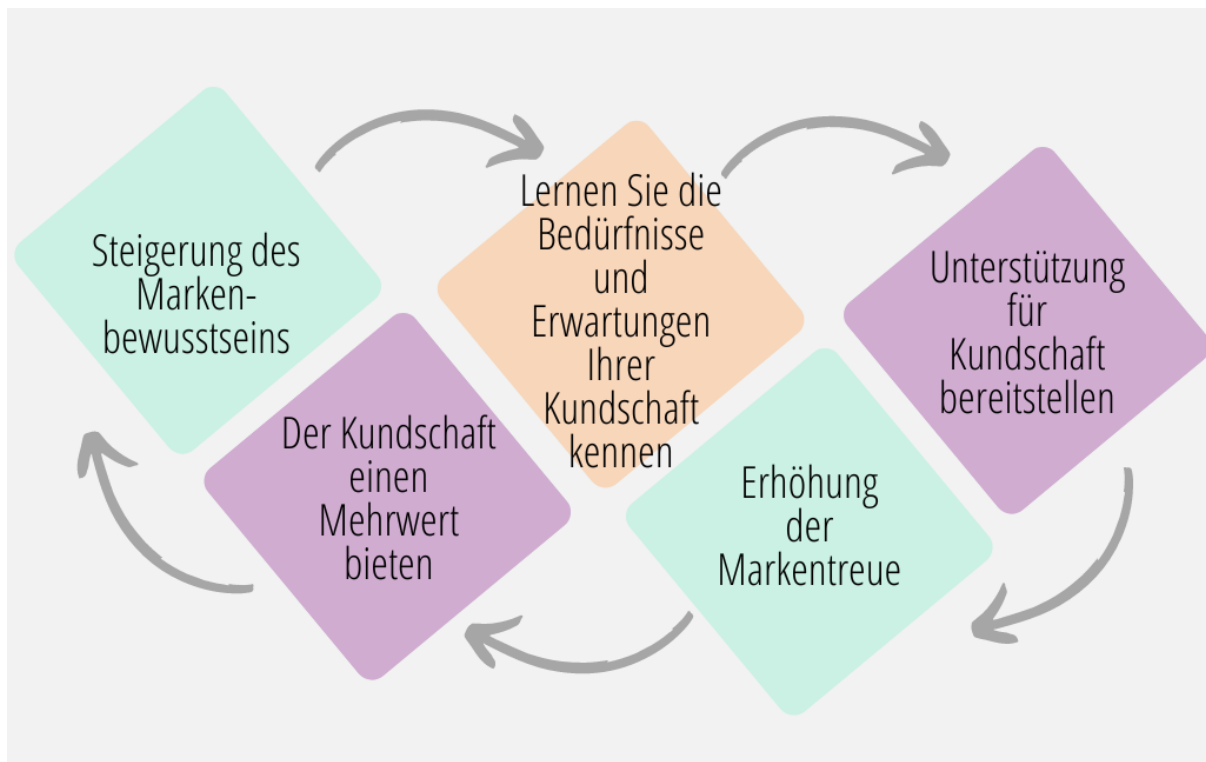 Steigerung des
Marken-
bewusstseins
Lernen Sie die
Bedürfnisse
und
Erwartungen
Ihrer
Kundschaft
kennen
Unterstützung
für
Kundschaft
bereitstellen
Der Kundschaft
einen
Mehrwert
bieten
Erhöhung
der
Markentreue